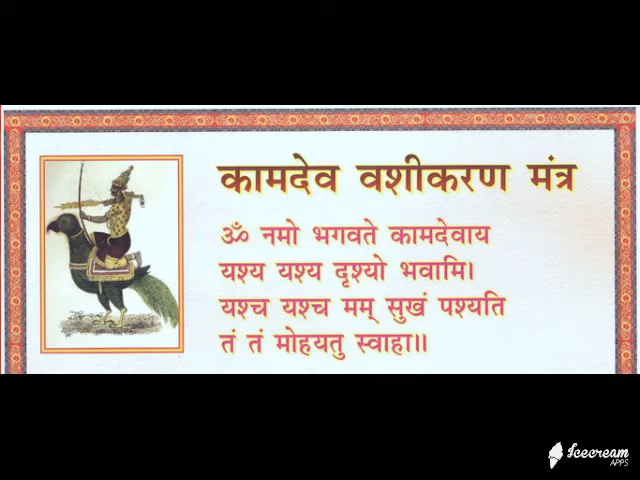 कामदेव वशीकरण मंत्र
ॐ नमो भगवते कामदेवाय
यश्य यश्य दृश्यो भवामि।
यश्च यश्च मम् सुखं पश्यति
तं तं मोहयतु स्वाहा॥
Icecream
APPS